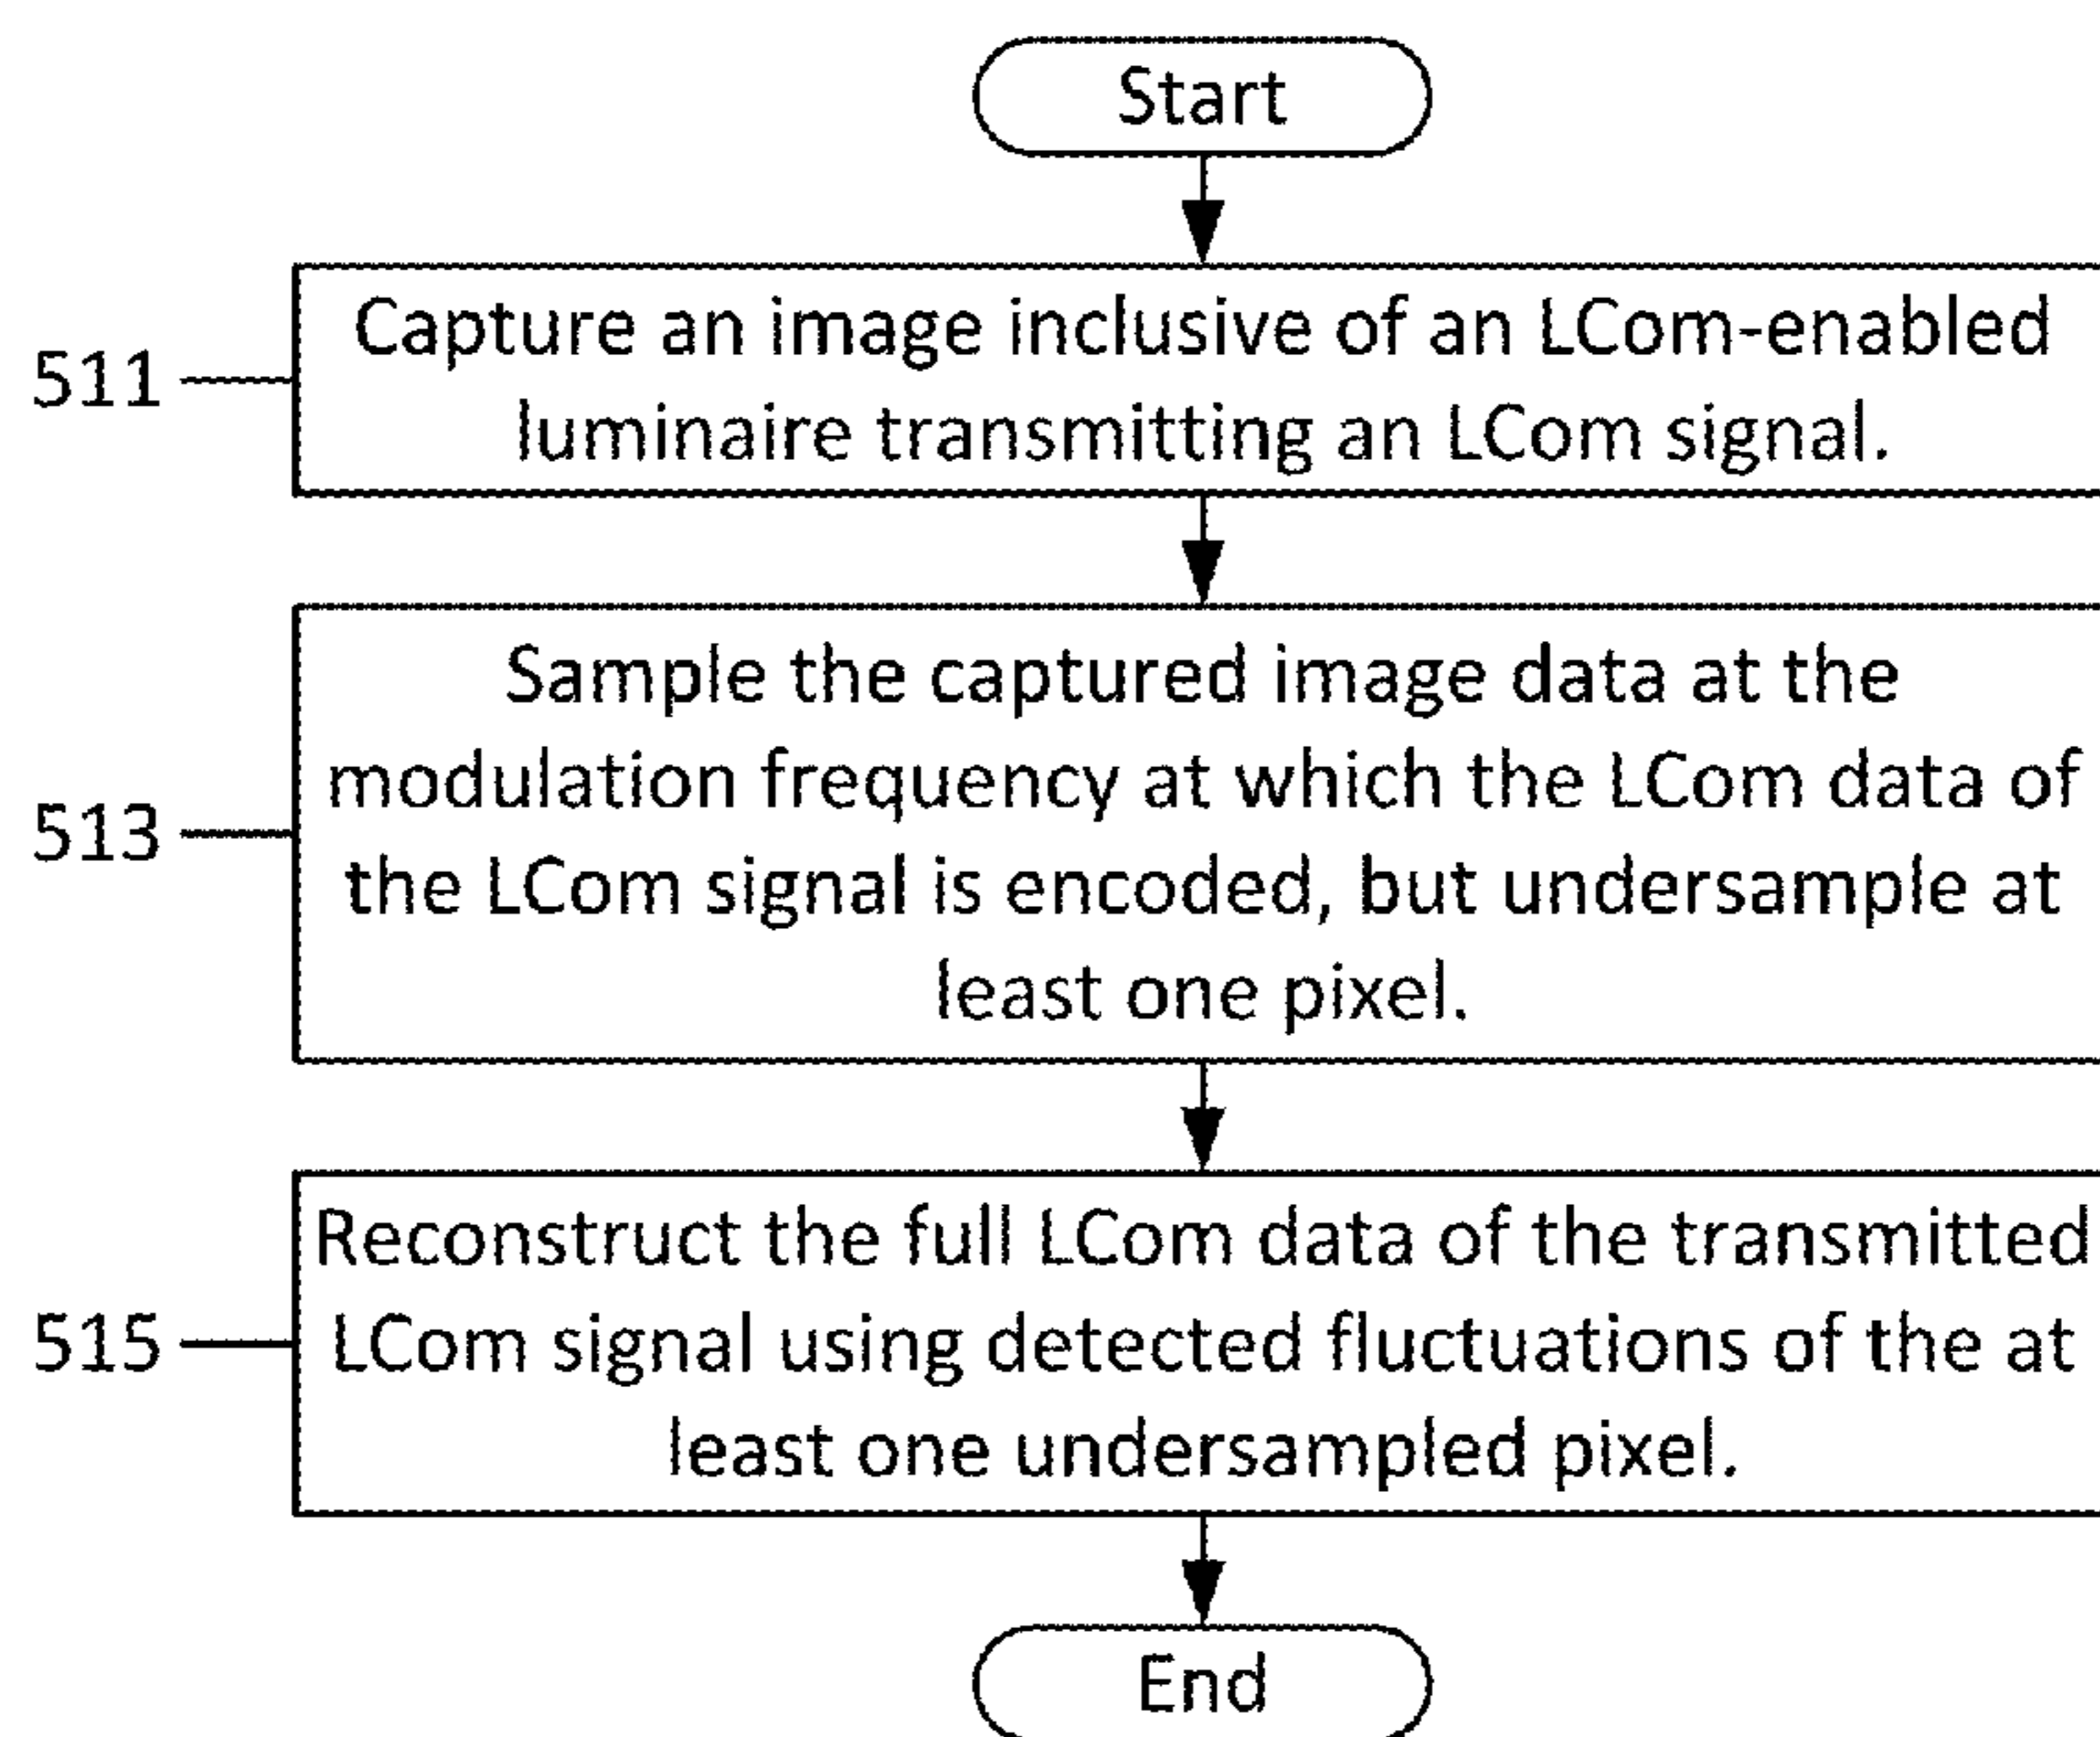 Start
511
Capture an image inclusive of an LCom-enabled
luminaire transmitting an LCom signal.
513
Sample the captured image data at the
modulation frequency at which the LCom data of
the LCom signal is encoded, but undersample at
least one pixel.
515
Reconstruct the full LCom data of the transmitted
LCom signal using detected fluctuations of the at
least one undersampled pixel.
End